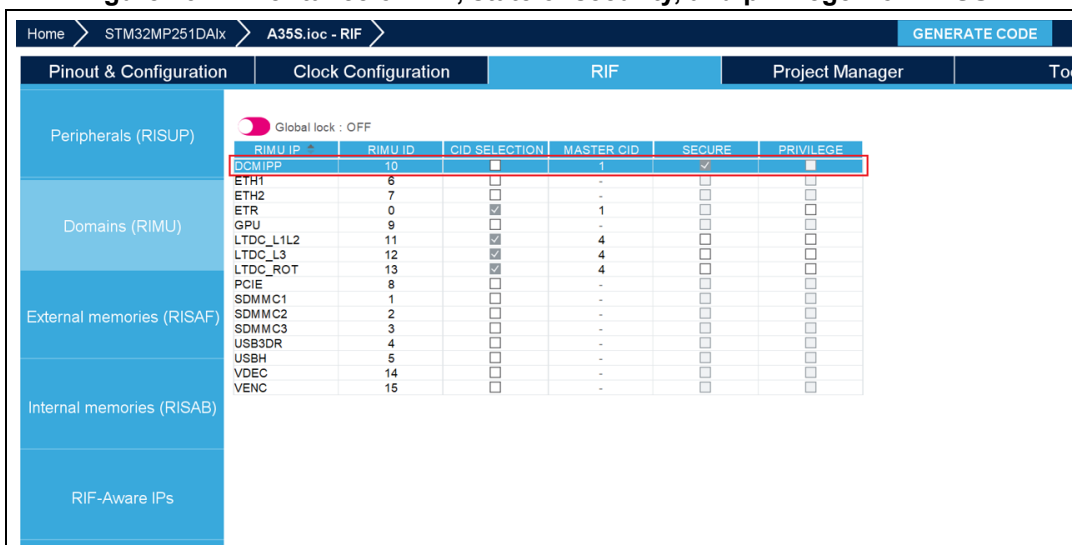 Home STM32MP251DAIx A35S.ioc - RIF GENERATE CODE
Pinout & Configuration Clock Configuration RIF Project Manager
Peripherals (RISUP)
Domains (RIMU)
External memories (RISAF)
Internal memories (RISAB)
RIF-Aware IPs
Global lock : OFF
RIMU IP RIMU ID CID SELECTION MASTER CID SECURE PRIVILEGE
DCMIPP 10 1
ETH1 6 -
ETH2 7 -
ETR 0 1
GPU 9 -
LTDC_L1L2 11 4
LTDC_L3 12 4
LTDC_ROT 13 4
PCIE 8 -
SDMMC1 1 -
SDMMC2 2 -
SDMMC3 3 -
USB3DR 4 -
USBH 5 -
VDEC 14 -
VENC 15 -